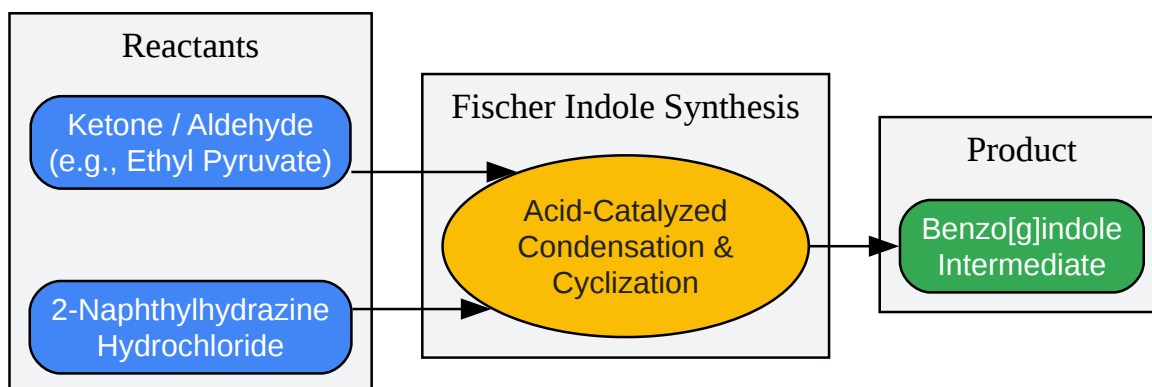 Reactants
Ketone / Aldehyde
(e.g., Ethyl Pyruvate)
2-Naphthylhydrazine
Hydrochloride
Fischer Indole Synthesis
Acid-Catalyzed
Condensation &
Cyclization
Product
Benzo[g]indole
Intermediate